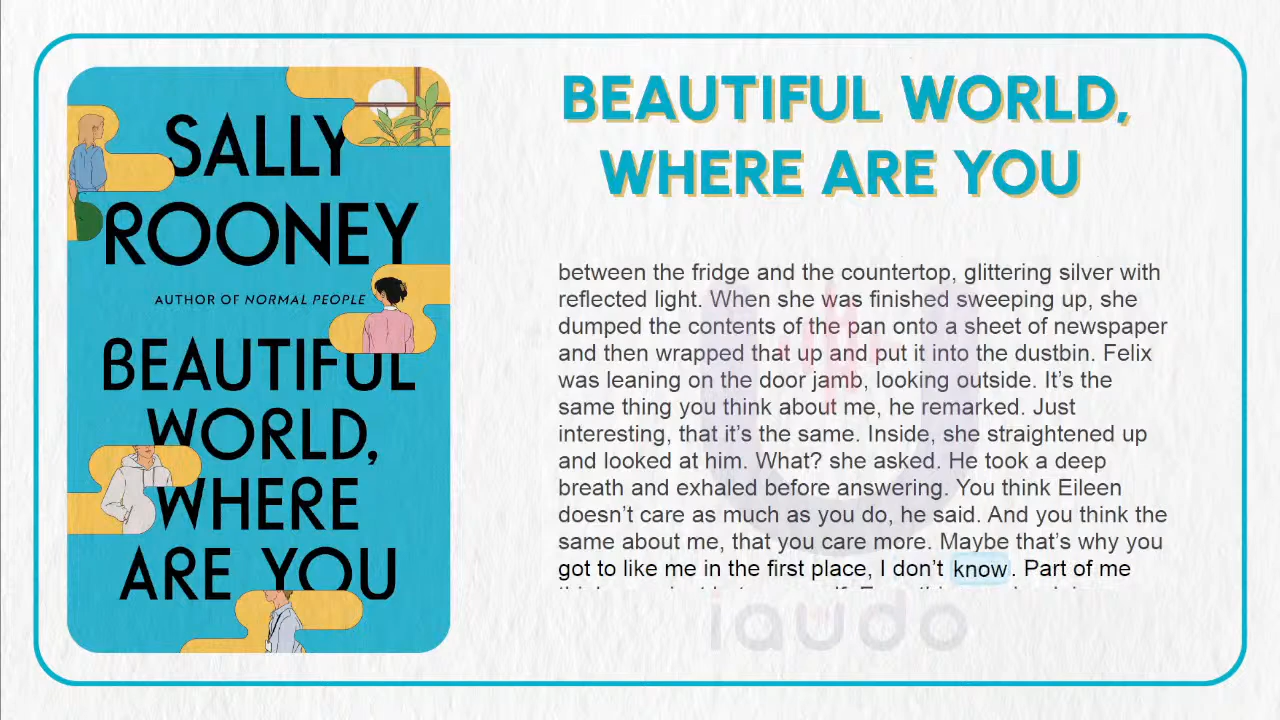 SALLY
ROONEY
AUTHOR OF NORMAL PEOPLE
BEAUTIFUL
WORLD,
WHERE
ARE YOU
BEAUTIFUL WORLD,
WHERE ARE YOU
between the fridge and the countertop, glittering silver with
reflected light. When she was finished sweeping up, she
dumped the contents of the pan onto a sheet of newspaper
and then wrapped that up and put it into the dustbin. Felix
was leaning on the door jamb, looking outside. It’s the
same thing you think about me, he remarked. Just
interesting, that it’s the same. Inside, she straightened up
and looked at him. What? she asked. He took a deep
breath and exhaled before answering. You think Eileen
doesn’t care as much as you do, he said. And you think the
same about me, that you care more. Maybe that’s why you
got to like me in the first place, I don’t know. Part of me
iaudo